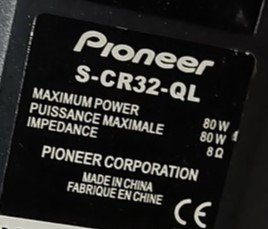 Pioneer
S-CR32-QL
MAXIMUM POWER 80 W
PUISSANCE MAXIMALE 80 W
IMPEDANCE 8 Ω
PIONEER CORPORATION
MADE IN CHINA
FABRIQUE EN CHINE
CE